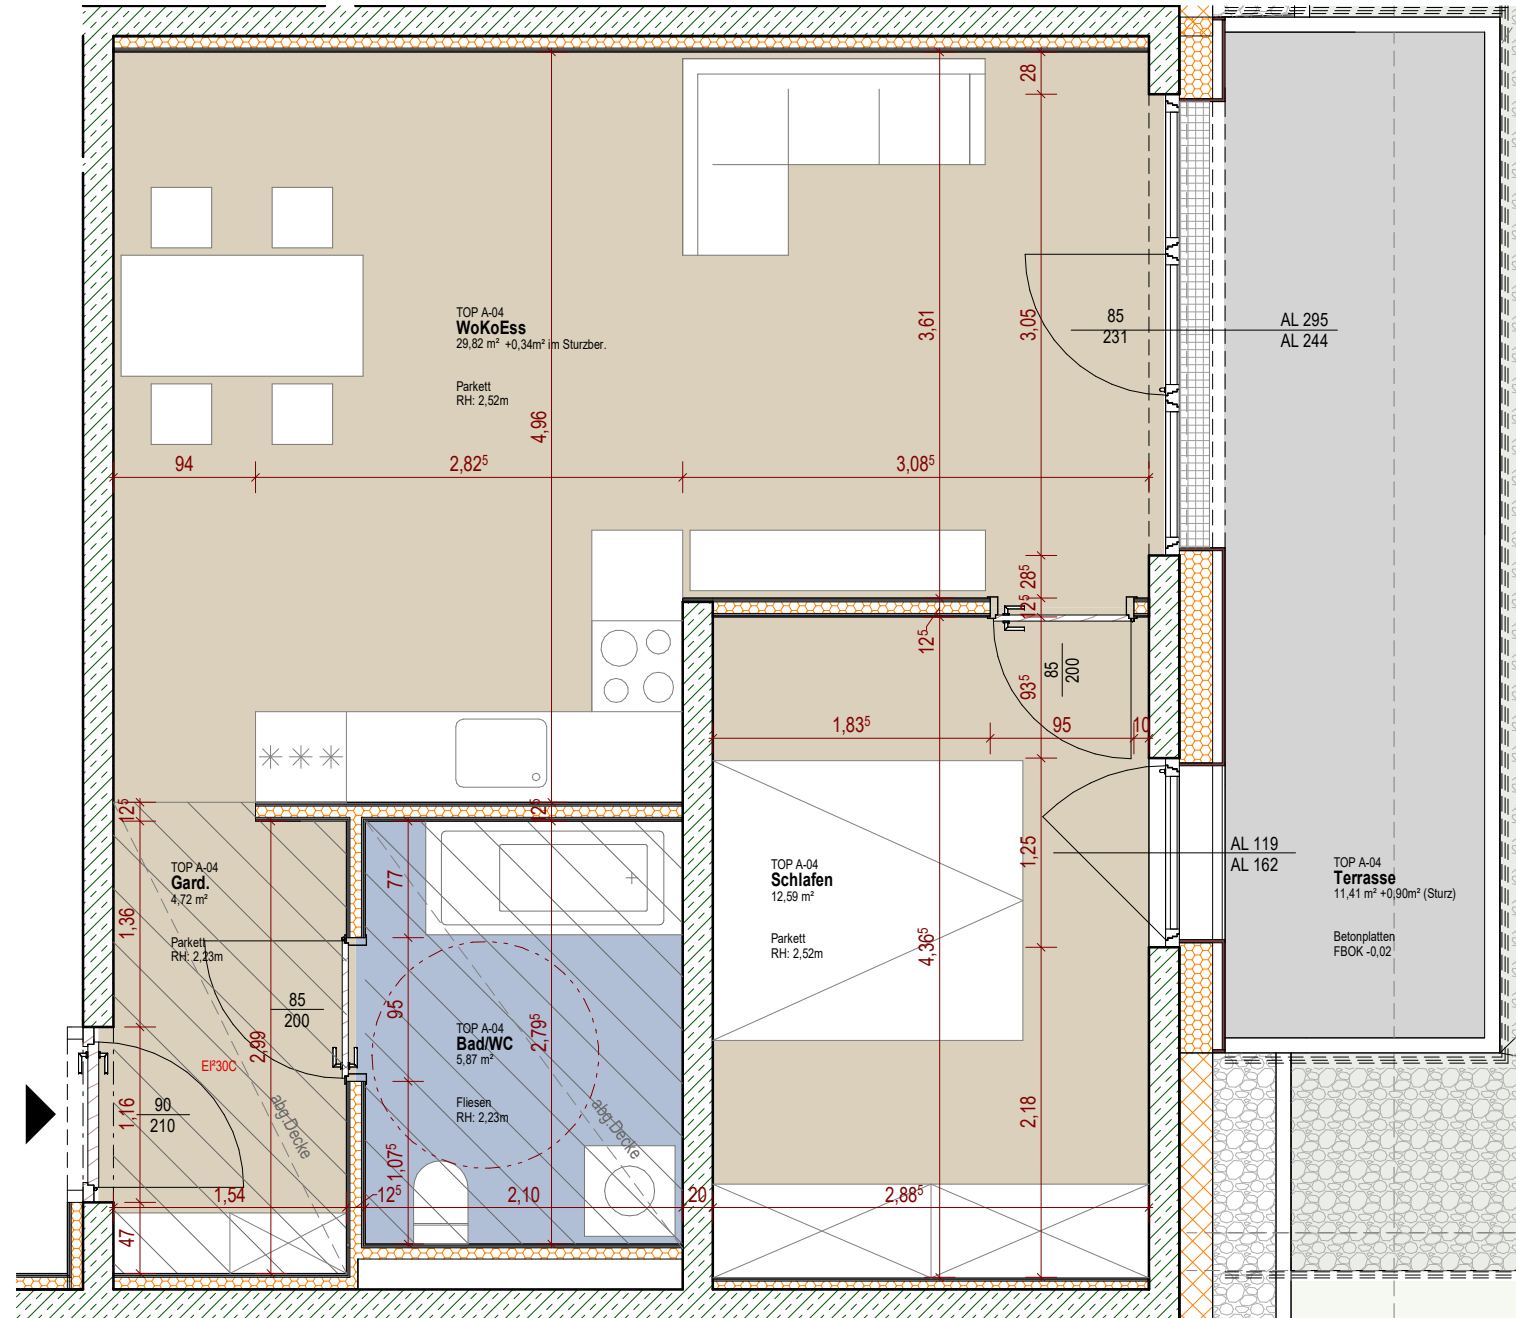 28
TOP A-04
WoKoEss
29,82 m² +0,34m² im Sturzber.
Parkett
RH: 2,52m
4,96
3,61
3,05
85
231
AL 295
AL 244
94
2,82⁵
3,08⁵
28⁵
12⁵
12⁵
93⁵
85
200
1,83⁵
95
10
12⁵
12⁵
TOP A-04
Gard.
4,72 m²
Parkett
RH: 2,23m
1,36
77
1,25
AL 119
AL 162
TOP A-04
Schlafen
12,59 m²
Parkett
RH: 2,52m
4,36⁵
TOP A-04
Terrasse
11,41 m² +0,90m² (Sturz)
Betonplatten
FBOK -0,02
85
200
2,99
95
TOP A-04
Bad/WC
5,87 m²
Fliesen
RH: 2,23m
2,79⁵
EI²30C
90
210
1,16
abg.Decke
abg.Decke
1,07⁵
2,18
1,54
12⁵
2,10
20
2,88⁵
47